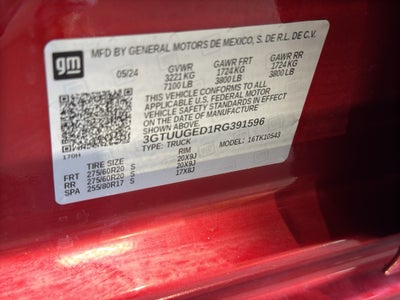 gm
MFD BY GENERAL MOTORS DE MEXICO, S. DE R.L. DE C.V.
05/24 GVWR GAWR FRT GAWR RR
3221 KG 1724 KG 1724 KG
7100 LB 3800 LB 3800 LB
THIS VEHICLE CONFORMS TO ALL
APPLICABLE U.S. FEDERAL MOTOR
VEHICLE SAFETY STANDARDS IN EFFECT
ON THE DATE OF MANUFACTURE
SHOWN ABOVE.
3GTUUGED1RG391596
TYPE: TRUCK MODEL: 16TK10543
170H
TIRE SIZE RIM
FRT 275/60R20 S 20X9J
RR 275/60R20 S 20X9J
SPA 255/80R17 S 17X8J